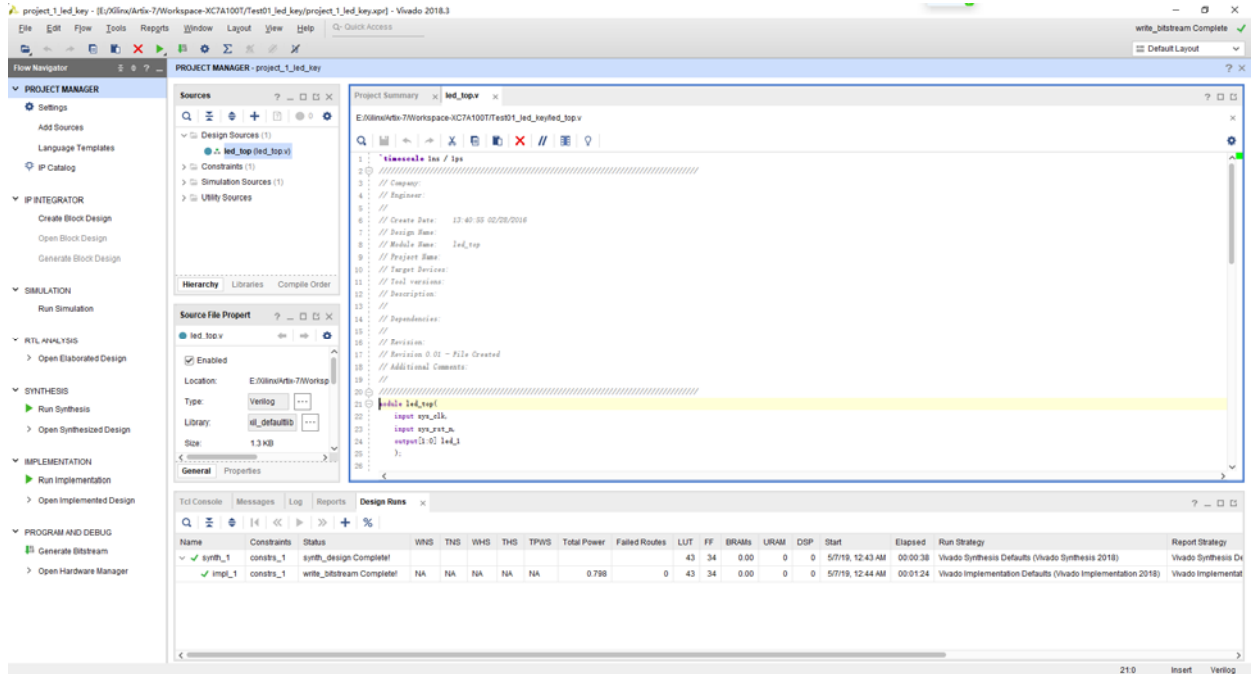 project_1_led_key - [E:/Xilinx/Artix-7/Workspace-XC7A100T/Test01_led_key/project_1_led_key.xpr] - Vivado 2018.3
File Edit Flow Tools Reports Window Layout View Help Q- Quick Access
write_bitstream Complete
Default Layout
Flow Navigator
PROJECT MANAGER
Settings
Add Sources
Language Templates
IP Catalog
IP INTEGRATOR
Create Block Design
Open Block Design
Generate Block Design
SIMULATION
Run Simulation
RTL ANALYSIS
Open Elaborated Design
SYNTHESIS
Run Synthesis
Open Synthesized Design
IMPLEMENTATION
Run Implementation
Open Implemented Design
PROGRAM AND DEBUG
Generate Bitstream
Open Hardware Manager
PROJECT MANAGER - project_1_led_key
Sources
0
Design Sources (1)
led_top (led_top.v)
Constraints (1)
Simulation Sources (1)
Utility Sources
Hierarchy Libraries Compile Order
Source File Propert
led_top.v
Enabled
Location: E:/Xilinx/Artix-7/Worksp
Type: Verilog
Library: xil_defaultlib
Size: 1.3 KB
General Properties
Project Summary led_top.v
E:/Xilinx/Artix-7/Workspace-XC7A100T/Test01_led_key/led_top.v
1 `timescale 1ns / 1ps
2 //////////////////////////////////////////////////////////////////////////////////
3 // Company:
4 // Engineer:
5 //
6 // Create Date: 13:40:55 02/28/2016
7 // Design Name:
8 // Module Name: led_top
9 // Project Name:
10 // Target Devices:
11 // Tool versions:
12 // Description:
13 //
14 // Dependencies:
15 //
16 // Revision:
17 // Revision 0.01 - File Created
18 // Additional Comments:
19 //
20 //////////////////////////////////////////////////////////////////////////////////
21 module led_top(
22 input sys_clk,
23 input sys_rst_n,
24 output[1:0] led_1
25 );
26
Tcl Console Messages Log Reports Design Runs
Name Constraints Status WNS TNS WHS THS TPWS Total Power Failed Routes LUT FF BRAMs URAM DSP Start Elapsed Run Strategy Report Strategy
synth_1 constrs_1 synth_design Complete! 43 34 0.00 0 0 5/7/19, 12:43 AM 00:00:38 Vivado Synthesis Defaults (Vivado Synthesis 2018) Vivado Synthesis De
impl_1 constrs_1 write_bitstream Complete! NA NA NA NA NA 0.798 0 43 34 0.00 0 0 5/7/19, 12:44 AM 00:01:24 Vivado Implementation Defaults (Vivado Implementation 2018) Vivado Implementat
21:0 Insert Verilog